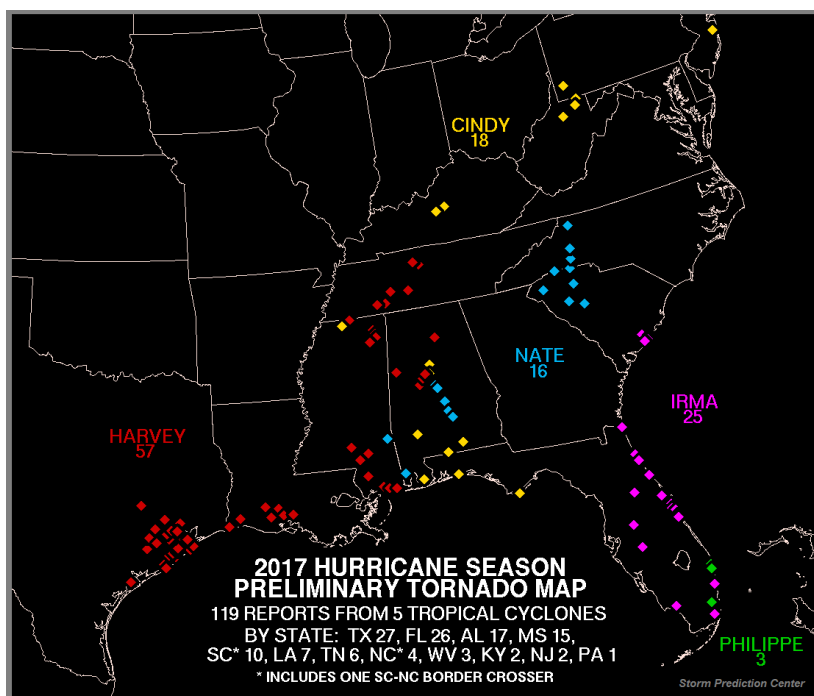 CINDY
18
NATE
16
IRMA
25
HARVEY
57
2017 HURRICANE SEASON
PRELIMINARY TORNADO MAP
119 REPORTS FROM 5 TROPICAL CYCLONES
BY STATE: TX 27, FL 26, AL 17, MS 15,
SC* 10, LA 7, TN 6, NC* 4, WV 3, KY 2, NJ 2, PA 1
* INCLUDES ONE SC-NC BORDER CROSSER
PHILIPPE
3
Storm Prediction Center